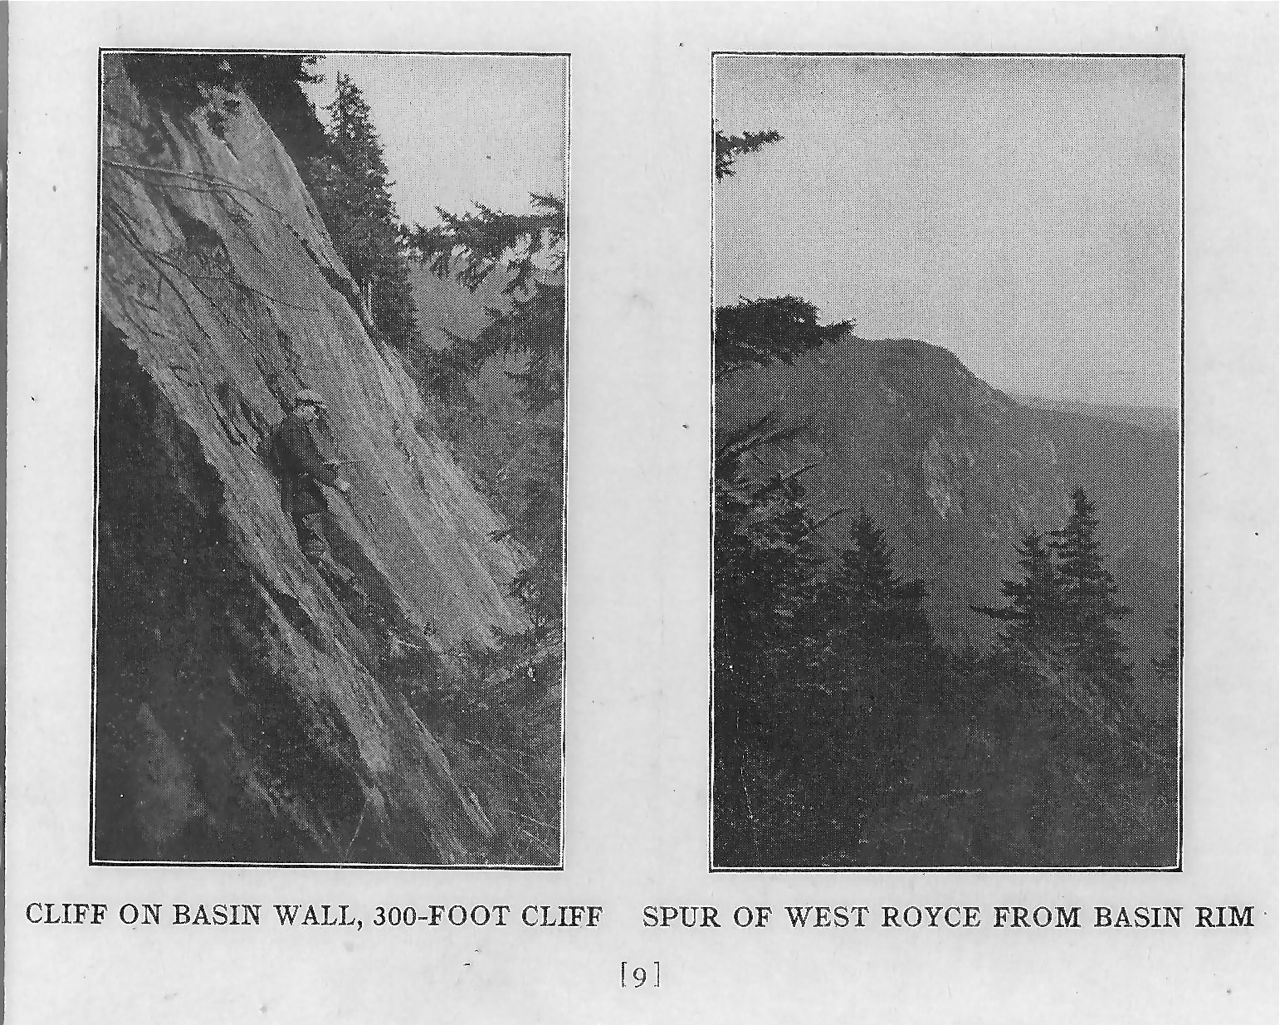 CLIFF ON BASIN WALL, 300-FOOT CLIFF
SPUR OF WEST ROYCE FROM BASIN RIM
[9]